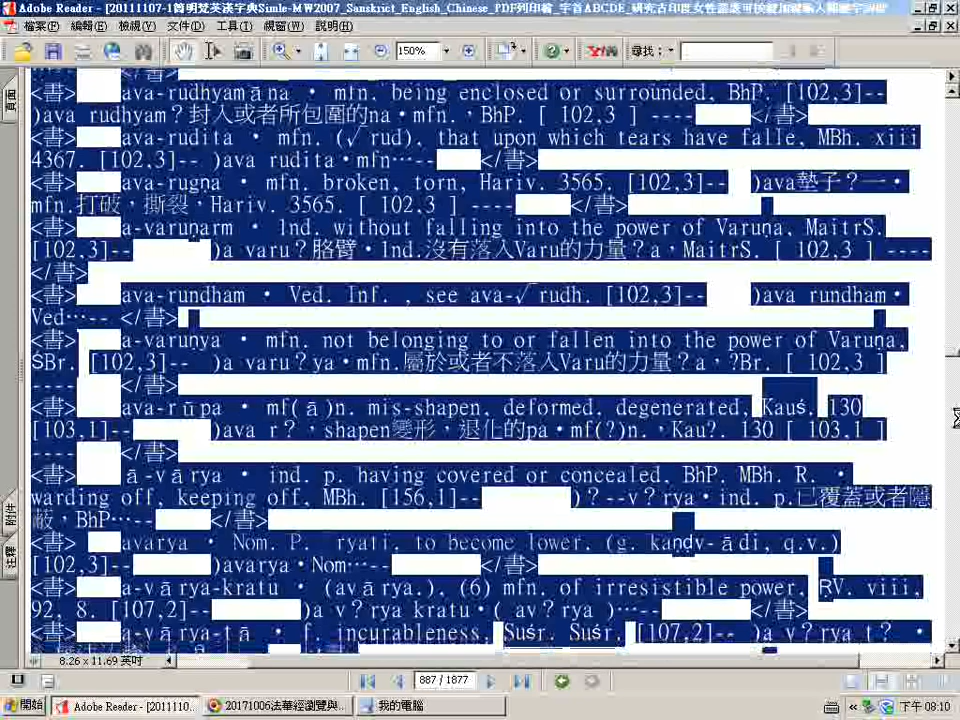 Adobe Reader - [20111107-1簡明梵英漢字典Simle-MW2007_Sanskrit_English_Chinese_PDF列印檔_字首ABCDE_研究古印度女性
檔案(F) 編輯(E) 檢視(V) 文件(D) 工具(T) 視窗(W) 說明(H)
150% 尋找：
頁面
附件
注釋
<書> ava-rudhyamāna • mfn. being enclosed or surrounded, BhP. [102,3]--
)ava rudhyam？封入或者所包圍的na•mfn.，BhP. [ 102,3 ] ---- </書>
<書> ava-rudita • mfn. (√rud), that upon which tears have falle, MBh. xiii
4367. [102,3]-- )ava rudita•mfn…-- </書>
<書> ava-rugṇa • mfn. broken, torn, Hariv. 3565. [102,3]-- )ava墊子？一•
mfn.打破，撕裂，Hariv. 3565. [ 102,3 ] ---- </書>
<書> a-varuṇarm • Ind. without falling into the power of Varuṇa, MaitrS.
[102,3]-- )a varu？胳臂•Ind.沒有落入Varu的力量？a，MaitrS. [ 102,3 ] ----
</書>
<書> ava-rundham • Ved. Inf. , see ava-√rudh. [102,3]-- )ava rundham•
Ved…-- </書>
<書> a-varuṇya • mfn. not belonging to or fallen into the power of Varuṇa,
ŚBr. [102,3]-- )a varu？ya•mfn.屬於或者不落入Varu的力量？a，?Br. [ 102,3 ]
---- </書>
<書> ava-rūpa • mf(ā)n. mis-shapen, deformed, degenerated, Kauś. 130
[103,1]-- )ava r？，shapen變形，退化的pa•mf(?)n.，Kau?. 130 [ 103,1 ]
---- </書>
<書> ā-vārya • ind. p. having covered or concealed, BhP. MBh. R. •
warding off, keeping off, MBh. [156,1]-- )？--v？rya•ind. p.已覆蓋或者隱
蔽，BhP…-- </書>
<書> avarya • Nom. P. ryati, to become lower, (g. kaṇḍv-ādi, q.v.)
[102,3]-- )avarya•Nom…-- </書>
<書> a-vārya-kratu • (avārya.), (6) mfn. of irresistible power, ṚV. viii,
92, 8. [107,2]-- )a v？rya kratu•( av？rya )…-- </書>
<書> a-vārya-tā • f. incurableness, Suśr. Suśr. [107,2]-- )a v？rya t？ •
8.26 x 11.69 英吋
887 / 1877
開始 Adobe Reader - [2011110... 20171006法華經瀏覽與... 我的電腦 下午 08:10